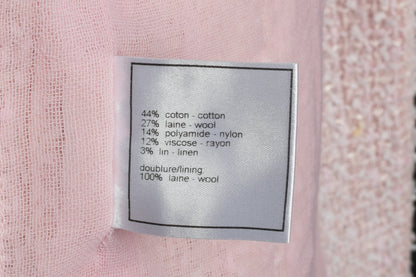 44% coton - cotton
27% laine - wool
14% polyamide - nylon
12% viscose - rayon
3% lin - linen
doublure/lining:
100% laine - wool